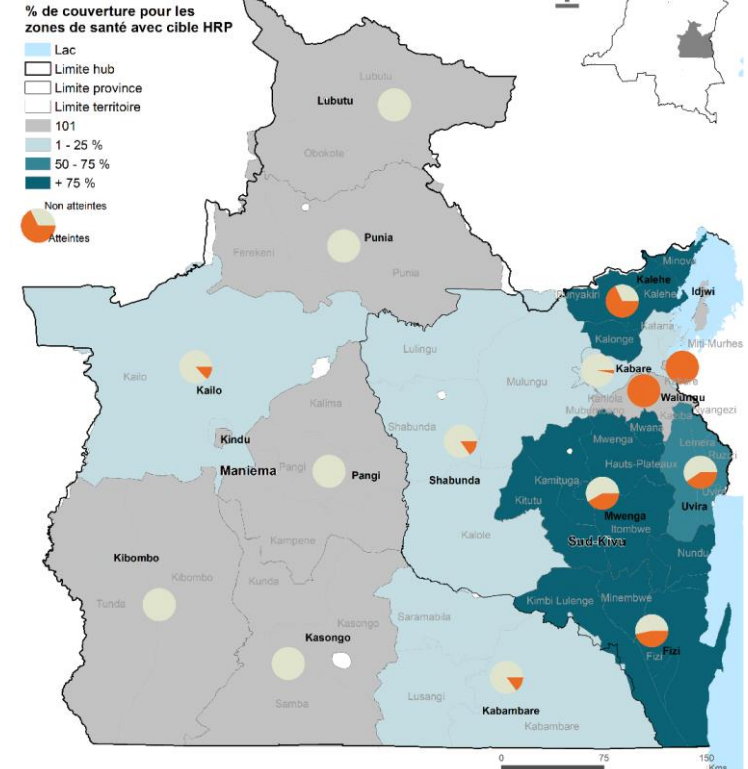 % de couverture pour les
zones de santé avec cible HRP
Lac
Limite hub
Limite province
Limite territoire
101
1 - 25 %
50 - 75 %
+ 75 %
Non atteintes
Atteintes
Lubutu
Lubutu
Obokote
Punia
Ferekeni
Punia
Minova
Kalehe
Kalehe
Idjwi
Kalonge
Katana
Miti-Murhes
Lulingu
Kabare
Mulungu
Kailo
Kailo
Walungu
Kalima
Shabunda
Mwana
Kindu
Mwenga
Lemera
Maniema
Pangi
Pangi
Shabunda
Hauts-Plateaux
Kamituga
Kitutu
Uvira
Mwenga
Itombwe
Sud-Kivu
Kalole
Kampene
Nundu
Kibombo
Kibombo
Kunda
Tunda
Kimbi Lulenge
Minembwe
Saramabila
Kasongo
Kasongo
Fizi
Fizi
Samba
Lusangi
Kabambare
Kabambare
0
75
150
Kms